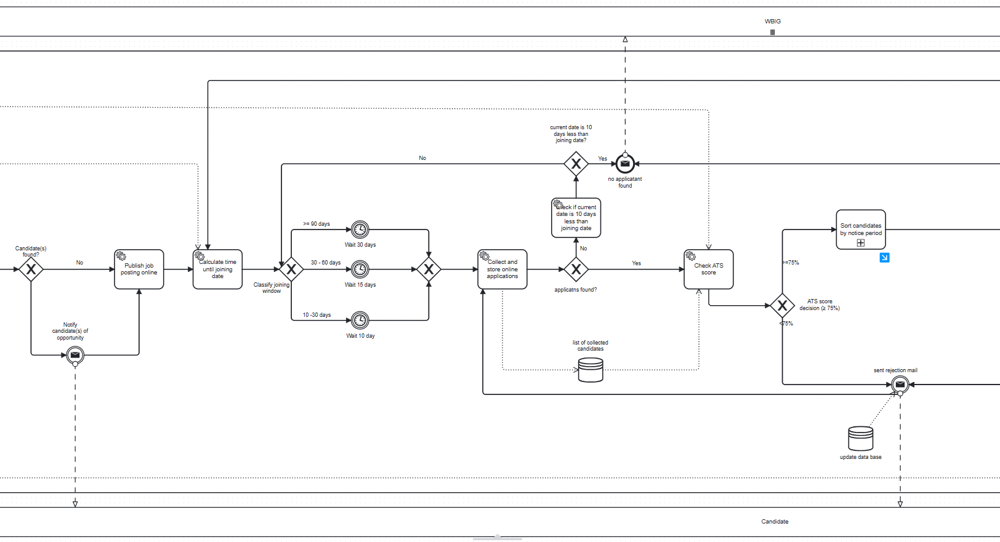 WBIG
current date is 10
days less than
joining date?
No
Yes
no applicatant
found
Check if current
date is 10 days
less than
joining date
No
>= 90 days
Wait 30 days
30 - 60 days
Wait 15 days
10 -30 days
Wait 10 day
Candidate(s)
found?
No
Publish job
posting online
Calculate time
until joining
date
Classify joining
window
Collect and
store online
applications
applicatns found?
Yes
Check ATS
score
Sort candidates
by notice period
>=75%
ATS score
decision (≥ 75%)
<75%
Notify
candidate(s) of
opportunity
list of collected
candidates
sent rejection mail
update data base
Candidate